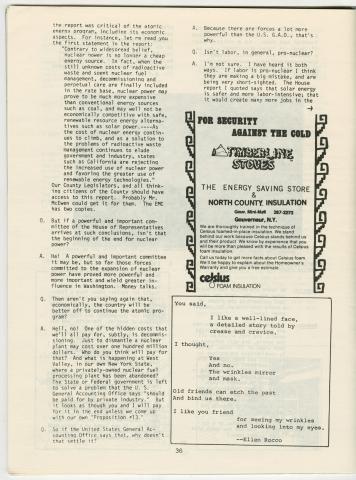 the report was critical of the atomic
energy program, including its economic
aspects. For instance, let me read you
the first statement in the report:
Contrary to widespread belief,
nuclear power is no longer a cheap
energy source. In fact, when the
still unknown costs of radioactive
waste and spent nuclear fuel
management, decommissioning and
perpetual care are finally included
in the rate base, nuclear power may
prove to be much more expensive
than conventional energy sources
such as coal, and may well not be
economically competitive with safe,
renewable resource energy alterna-
tives such as solar power.----As
the cost of nuclear energy contin-
ues to climb, and as a solution to
the problems of radioactive waste
management continues to elude
government and industry, states
such as California are rejecting
the increased use of nuclear power
and favoring the greater use of
renewable energy technologies."
Our County Legislators, and all think-
ing citizens of the County should have
access to this report. Probably Mr.
McEwen could get it for them. The EMC
has two copies.
Q. But if a powerful and important com-
mittee of the House of Representatives
arrives at such conclusions, isn't that
the beginning of the end for nuclear
power?
A. Ha! A powerful and important committee
it may be, but so far those forces
committed to the expansion of nuclear
power have proved more powerful and
more important and wield greater in-
fluence in Washington. Money talks.
Q. Then aren't you saying again that,
economically, the country will be
better off to continue the atomic pro-
gram?
A. Hell, no! One of the hidden costs that
we'll all pay for, subtly, is decommis-
sioning. Just to dismantle a nuclear
plant may cost over one hundred million
dollars. Who do you think will pay for
that? And what is happening at West
Valley, in our own New York State,
where a privately-owned nuclear fuel
processing plant has been abandoned?
The State or Federal government is left
to solve a problem that the U. S.
General Accounting Office says "should
be paid for by private industry." But
it looks as though you and I will pay
for it in the end unless we come up
with our own "Proposition #13."
Q. So if the United States General Ac-
counting Office says that, why doesn't
that settle it?
A. Because there are forces a lot more
powerful than the U.S. G.A.O., that's
why.
Q. Isn't labor, in general, pro-nuclear?
A. I'm not sure. I have heard it both
ways. If labor is pro-nuclear I think
they are making a big mistake, and are
being very short-sighted. The House
report I quoted says that solar energy
is safer and more labor-intensive, that
it would create many more jobs in the
→
FOR SECURITY
AGAINST THE COLD
TIMBERLINE
STOVES
THE ENERGY SAVING STORE
&
NORTH COUNTY INSULATION
Gouv. Mini-Mall 287-2272
Gouverneur, N.Y.
We are thoroughly trained in the technique of
Celsius foamed-in-place insulation. We stand
behind our work because Celsius stands behind us
and their product. We know by experience that you
will be more than pleased with the results of Celsius
foam insulation.
Call us today to get more facts about Celsius foam.
We'll be happy to explain about the Homeowner's
Warranty and give you a free estimate.
celsius
FOAM INSULATION
You said,
I like a well-lined face,
a detailed story told by
crease and crevice.
I thought,
Yes
And no.
The wrinkles mirror
and mask.
Old friends can etch the past
And bind us there.
I like you friend
for seeing my wrinkles
and looking into my eyes.
--Ellen Rocco
36